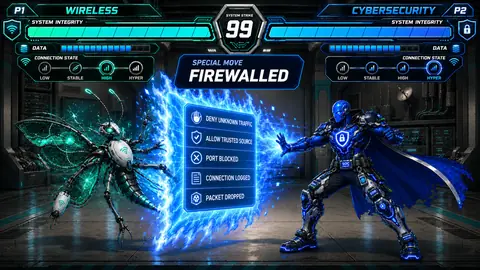 P1 WIRELESS
SYSTEM INTEGRITY
DATA
CONNECTION STATE
LOW STABLE HIGH HYPER
SYSTEM STRIKE
99
CYBERSECURITY P2
SYSTEM INTEGRITY
DATA
CONNECTION STATE
LOW STABLE HIGH HYPER
SPECIAL MOVE
FIREWALLED
DENY UNKNOWN TRAFFIC
ALLOW TRUSTED SOURCE
PORT BLOCKED
CONNECTION LOGGED
PACKET DROPPED